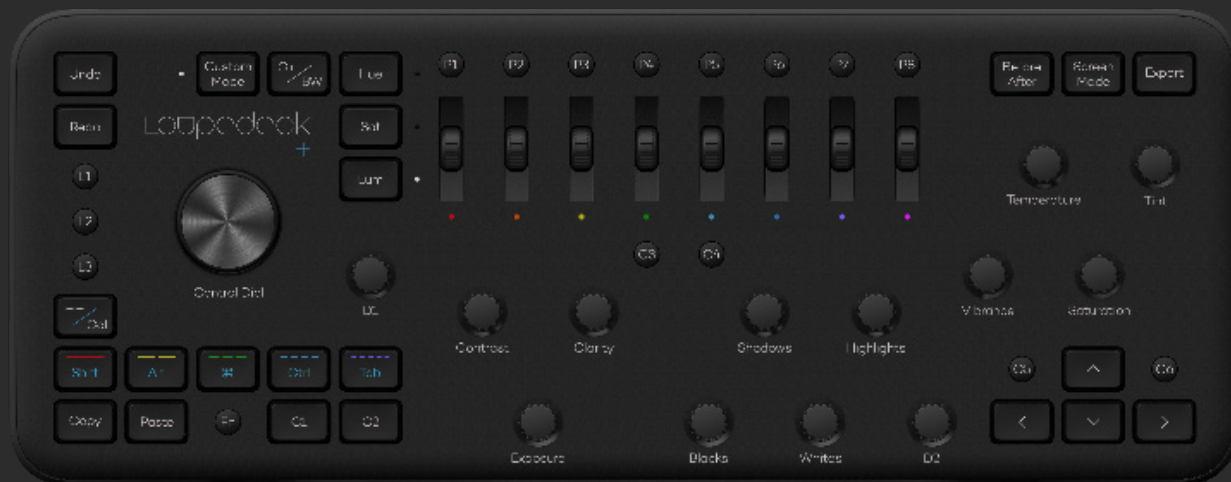 Undo
Custom
Mode
Hue
P1
P2
P3
P4
P5
P6
P7
P8
Before
After
Screen
Mode
Export
Redo
Loupedeck
+
Sat
L1
Lum
L2
Temperature
Tint
L3
C3
C4
Control Dial
D1
Vibrance
Saturation
Contrast
Clarity
Shadows
Highlights
Shift
Alt
⌘
Ctrl
Tab
C5
C6
Copy
Paste
Fn
C1
C2
Exposure
Blacks
Whites
D2